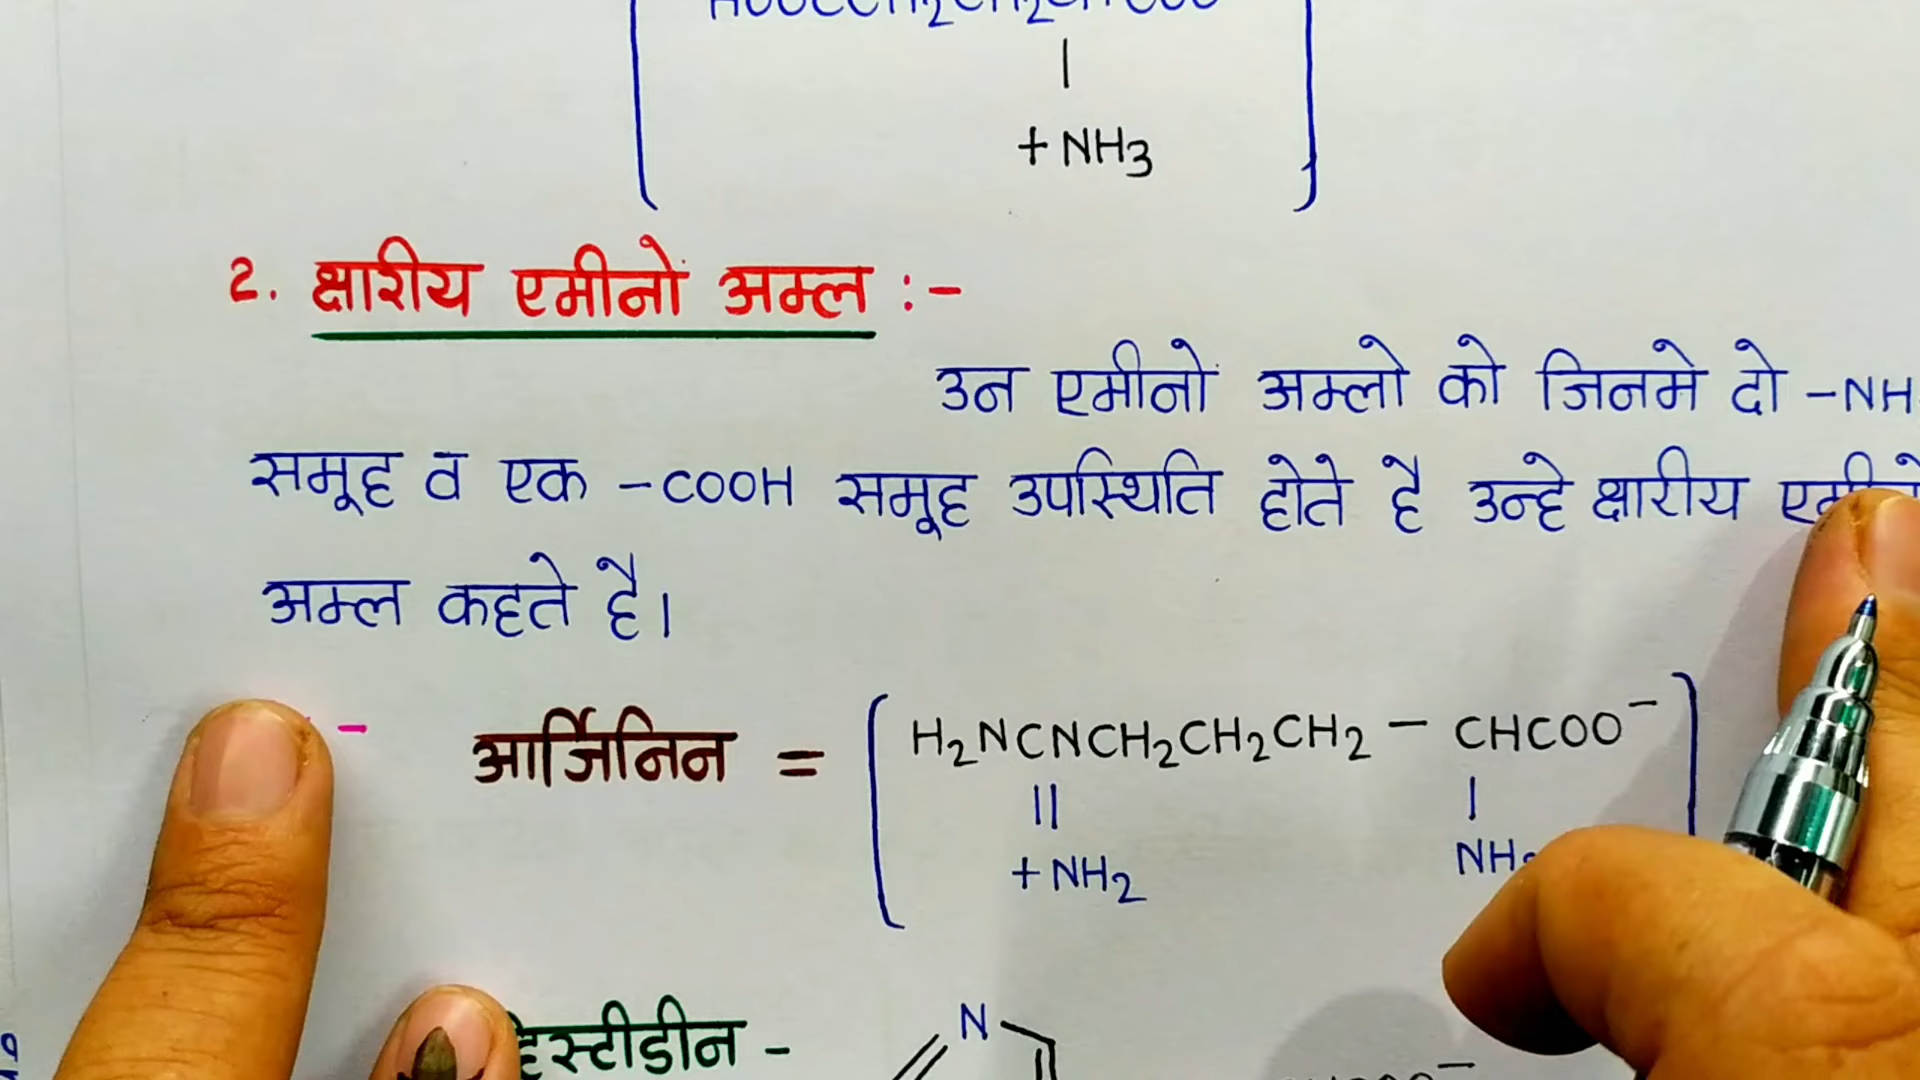 +NH3
2. क्षारीय एमीनों अम्ल :-
उन एमीनों अम्लो को जिनमे दो -NH
समूह व एक -COOH समूह उपस्थिति होते है उन्हे क्षारीय
अम्ल कहते है।
- आर्जिनिन = [H2NCNCH2CH2CH2 - CHCOO-]
|| |
+NH2 NH
हिस्टीडीन - N